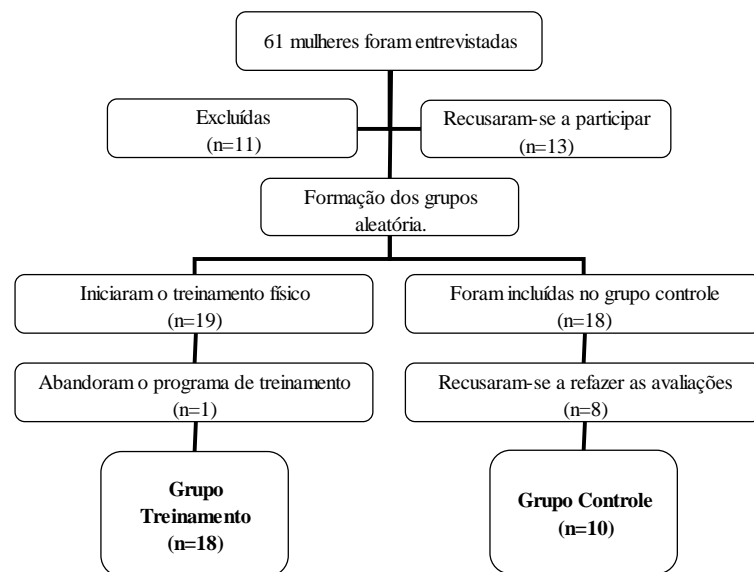 61 mulheres foram entrevistadas
Excluídas
(n=11)
Recusaram-se a participar
(n=13)
Formação dos grupos
aleatória.
Iniciaram o treinamento físico
(n=19)
Foram incluídas no grupo controle
(n=18)
Abandoram o programa de treinamento
(n=1)
Recusaram-se a refazer as avaliações
(n=8)
Grupo
Treinamento
(n=18)
Grupo Controle
(n=10)